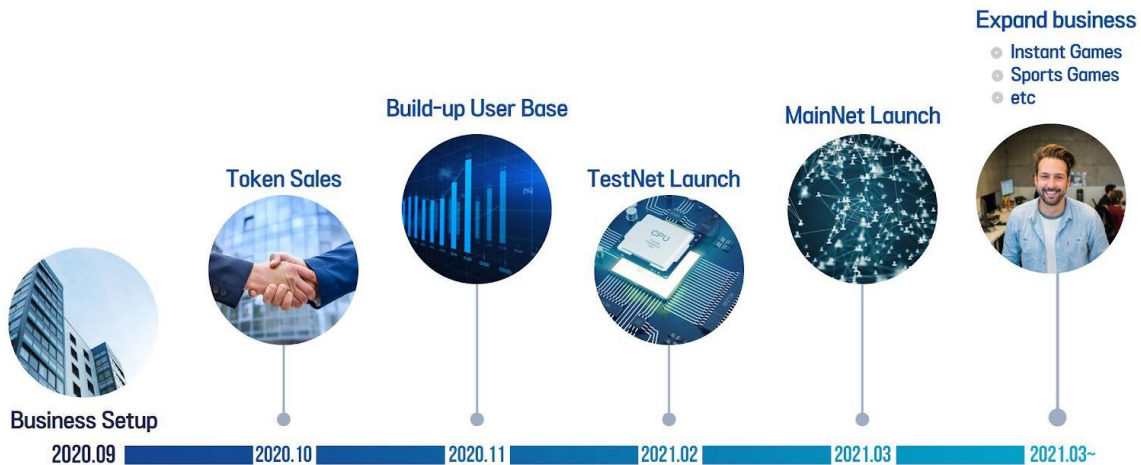 Expand business
Instant Games
Sports Games
etc
Build-up User Base
MainNet Launch
Token Sales
TestNet Launch
CPU
Business Setup
2020.09
2020.10
2020.11
2021.02
2021.03
2021.03~